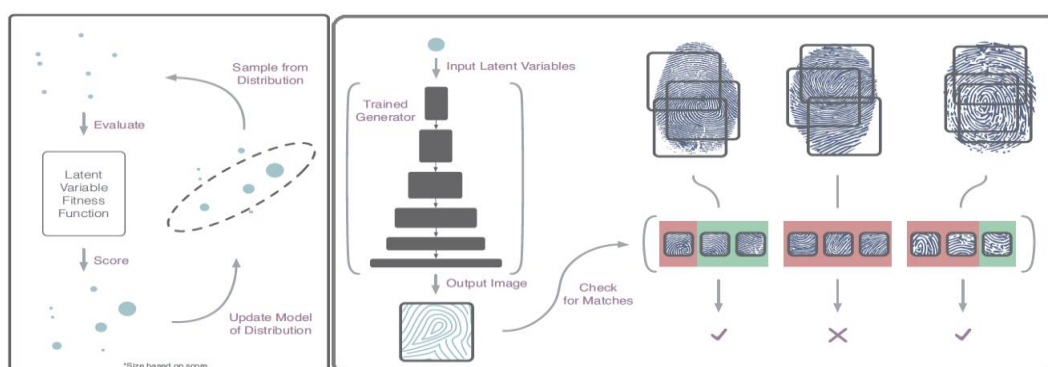 Sample from
Distribution
Evaluate
Latent
Variable
Fitness
Function
Score
Update Model
of Distribution
*Size based on score
Input Latent Variables
Trained
Generator
Output Image
Check
for Matches